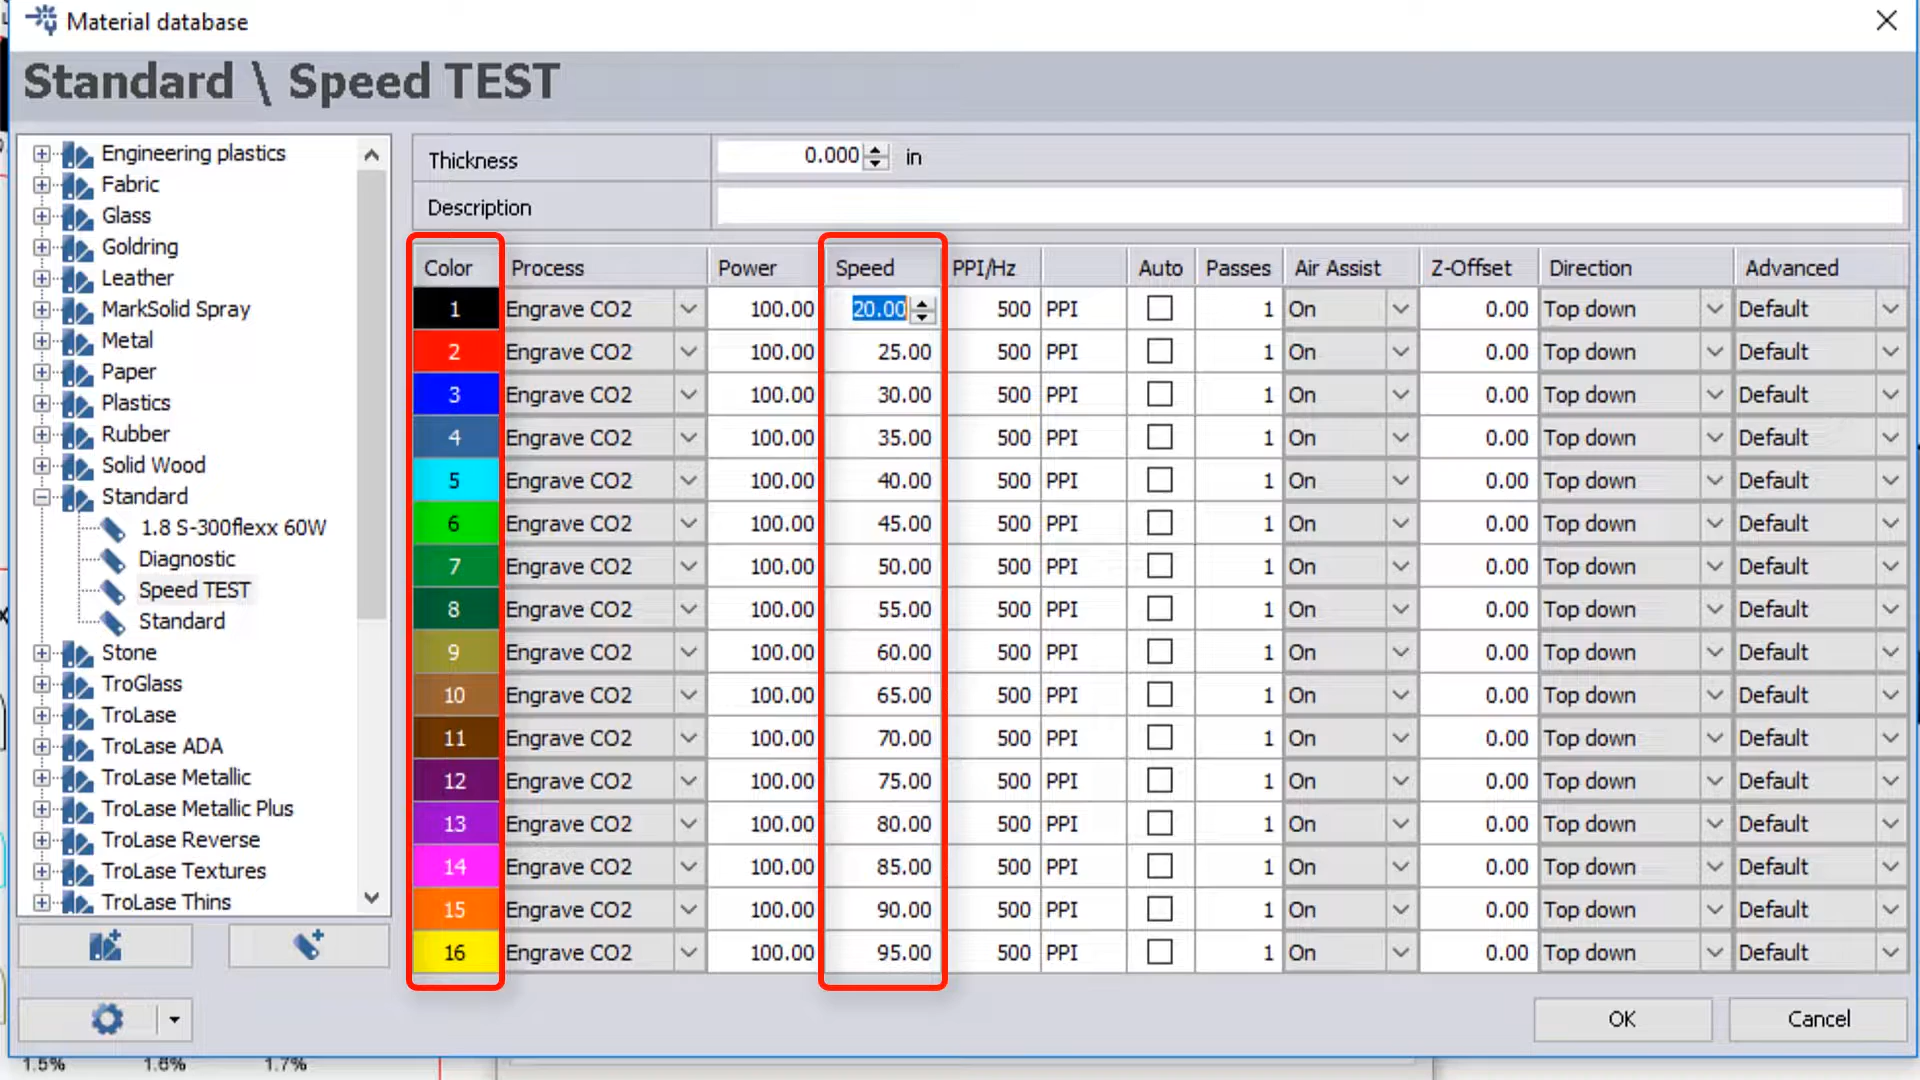 Material database
Standard \ Speed TEST
Engineering plastics
Fabric
Glass
Goldring
Leather
MarkSolid Spray
Metal
Paper
Plastics
Rubber
Solid Wood
Standard
1.8 S-300flexx 60W
Diagnostic
Speed TEST
Standard
Stone
TroGlass
TroLase
TroLase ADA
TroLase Metallic
TroLase Metallic Plus
TroLase Reverse
TroLase Textures
TroLase Thins
Thickness 0.000 in
Description
Color Process Power Speed PPI/Hz Auto Passes Air Assist Z-Offset Direction Advanced
1 Engrave CO2 100.00 20.00 500 PPI 1 On 0.00 Top down Default
2 Engrave CO2 100.00 25.00 500 PPI 1 On 0.00 Top down Default
3 Engrave CO2 100.00 30.00 500 PPI 1 On 0.00 Top down Default
4 Engrave CO2 100.00 35.00 500 PPI 1 On 0.00 Top down Default
5 Engrave CO2 100.00 40.00 500 PPI 1 On 0.00 Top down Default
6 Engrave CO2 100.00 45.00 500 PPI 1 On 0.00 Top down Default
7 Engrave CO2 100.00 50.00 500 PPI 1 On 0.00 Top down Default
8 Engrave CO2 100.00 55.00 500 PPI 1 On 0.00 Top down Default
9 Engrave CO2 100.00 60.00 500 PPI 1 On 0.00 Top down Default
10 Engrave CO2 100.00 65.00 500 PPI 1 On 0.00 Top down Default
11 Engrave CO2 100.00 70.00 500 PPI 1 On 0.00 Top down Default
12 Engrave CO2 100.00 75.00 500 PPI 1 On 0.00 Top down Default
13 Engrave CO2 100.00 80.00 500 PPI 1 On 0.00 Top down Default
14 Engrave CO2 100.00 85.00 500 PPI 1 On 0.00 Top down Default
15 Engrave CO2 100.00 90.00 500 PPI 1 On 0.00 Top down Default
16 Engrave CO2 100.00 95.00 500 PPI 1 On 0.00 Top down Default
OK Cancel
1.5% 1.6% 1.7%